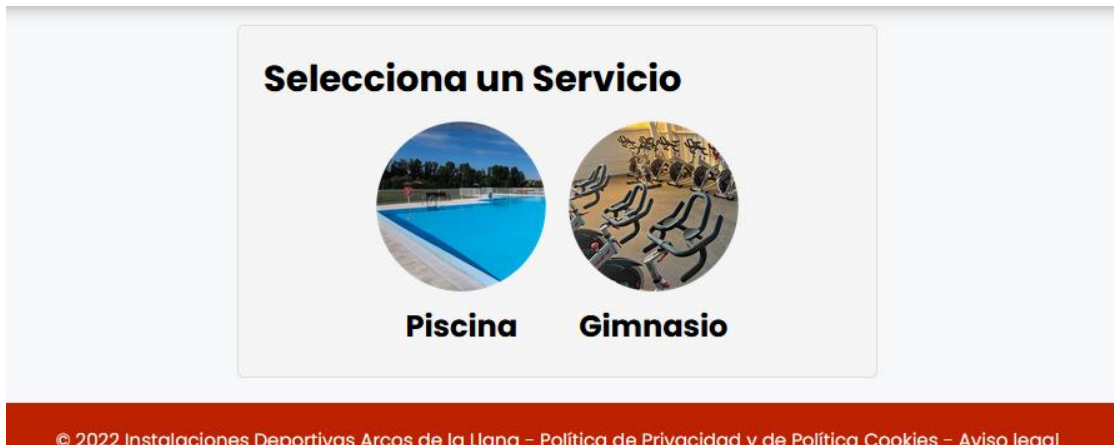 Selecciona un Servicio
Piscina Gimnasio
© 2022 Instalaciones Deportivas Arcos de la Llana - Política de Privacidad y de Política Cookies - Aviso legal